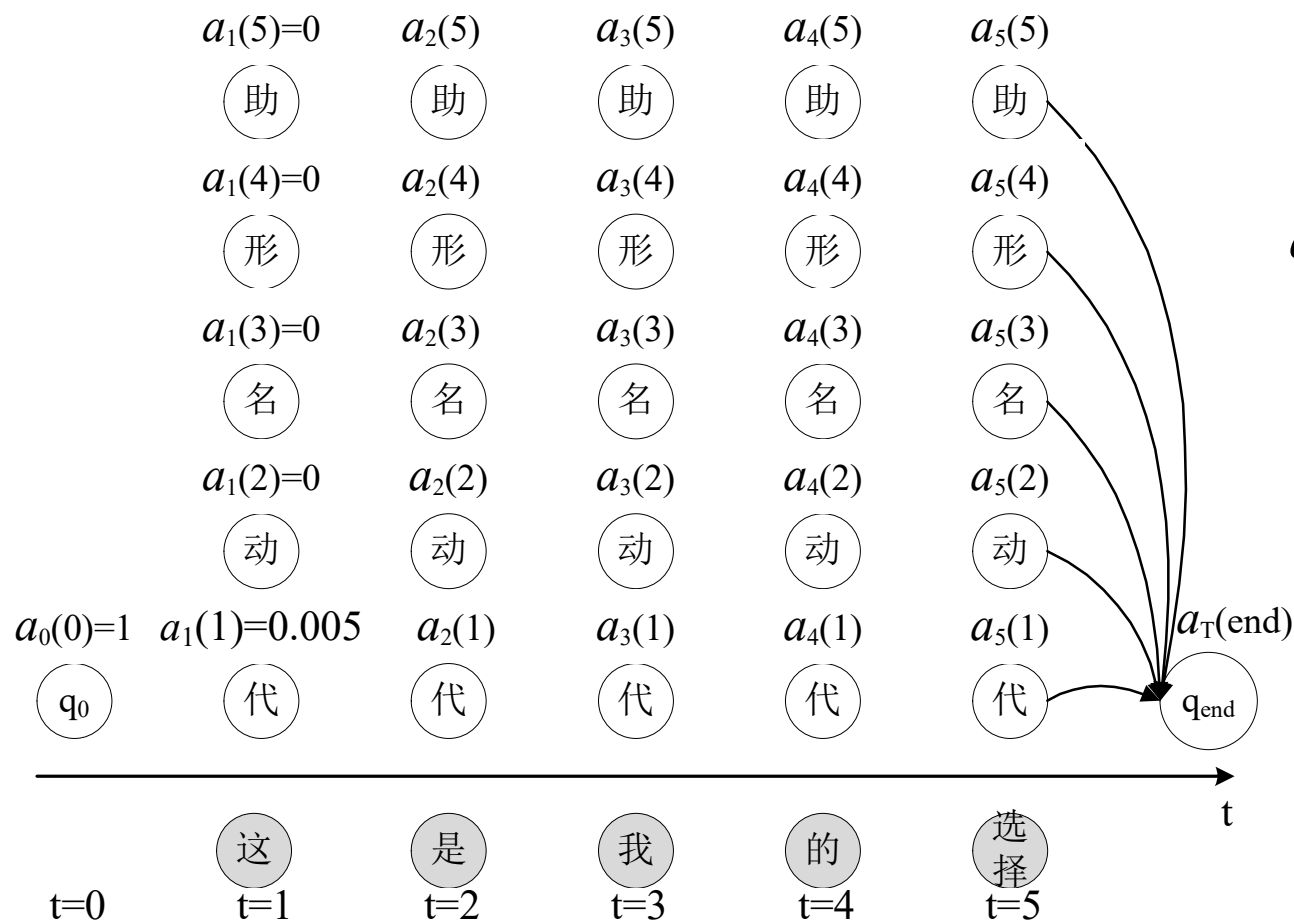 a₁(5)=0 a₂(5) a₃(5) a₄(5) a₅(5)
助 助 助 助 助
a₁(4)=0 a₂(4) a₃(4) a₄(4) a₅(4)
形 形 形 形 形
a₁(3)=0 a₂(3) a₃(3) a₄(3) a₅(3)
名 名 名 名 名
a₁(2)=0 a₂(2) a₃(2) a₄(2) a₅(2)
动 动 动 动 动
a₀(0)=1 a₁(1)=0.005 a₂(1) a₃(1) a₄(1) a₅(1) a_T(end)
q₀ 代 代 代 代 代 q_end
t
这 是 我 的 选
择
t=0 t=1 t=2 t=3 t=4 t=5